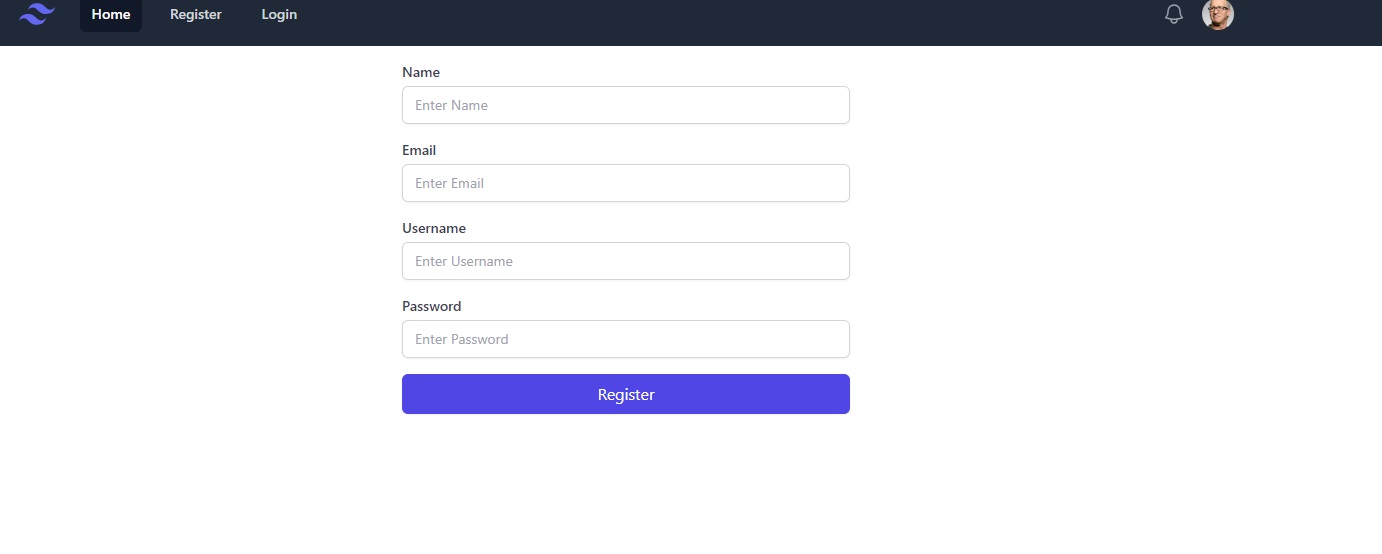 Home Register Login
Name
Enter Name
Email
Enter Email
Username
Enter Username
Password
Enter Password
Register